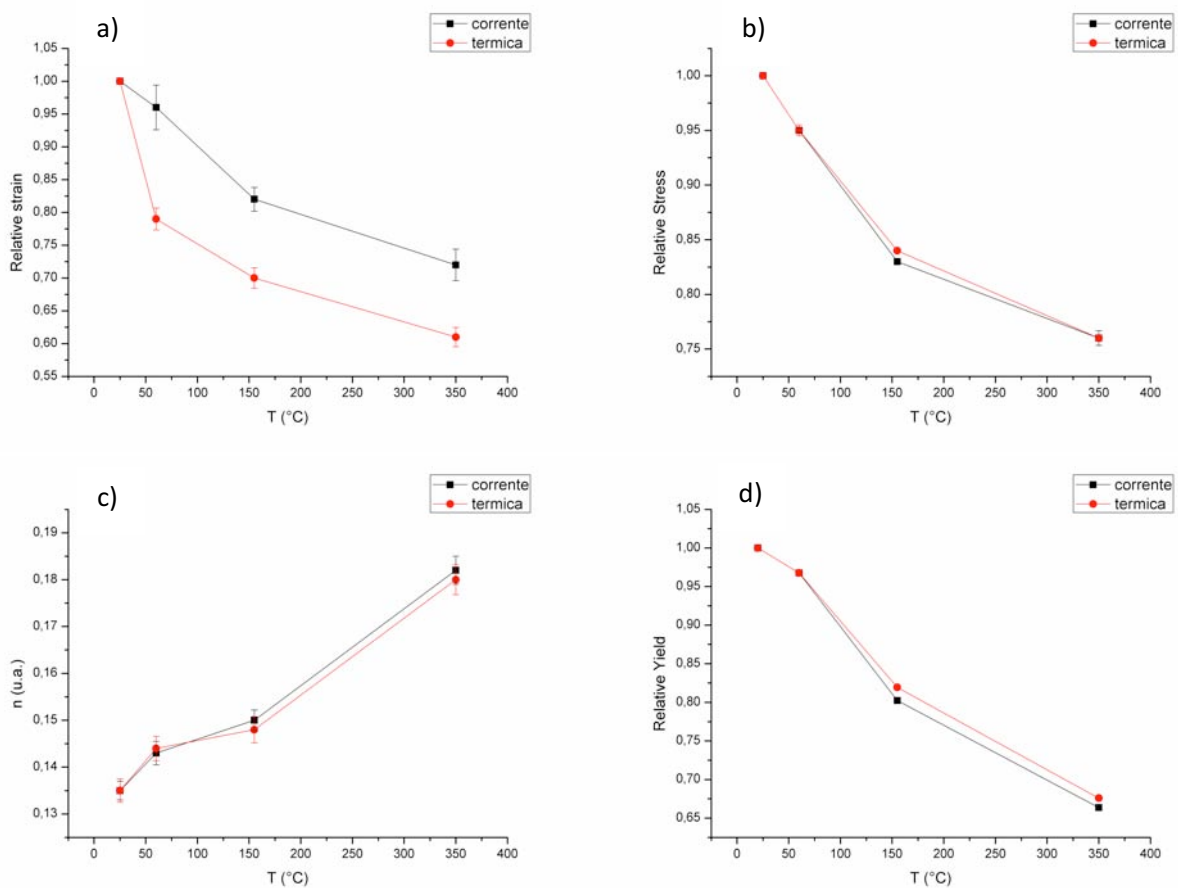 a)
corrente
termica
1,05
1,00
0,95
0,90
0,85
0,80
0,75
0,70
0,65
0,60
0,55
Relative strain
0 50 100 150 200 250 300 350 400
T (°C)
b)
corrente
termica
1,00
0,95
0,90
0,85
0,80
0,75
Relative Stress
0 50 100 150 200 250 300 350 400
T (°C)
c)
corrente
termica
0,19
0,18
0,17
0,16
0,15
0,14
0,13
n (u.a.)
0 50 100 150 200 250 300 350 400
T (°C)
d)
corrente
termica
1,05
1,00
0,95
0,90
0,85
0,80
0,75
0,70
0,65
Relative Yield
0 50 100 150 200 250 300 350 400
T (°C)